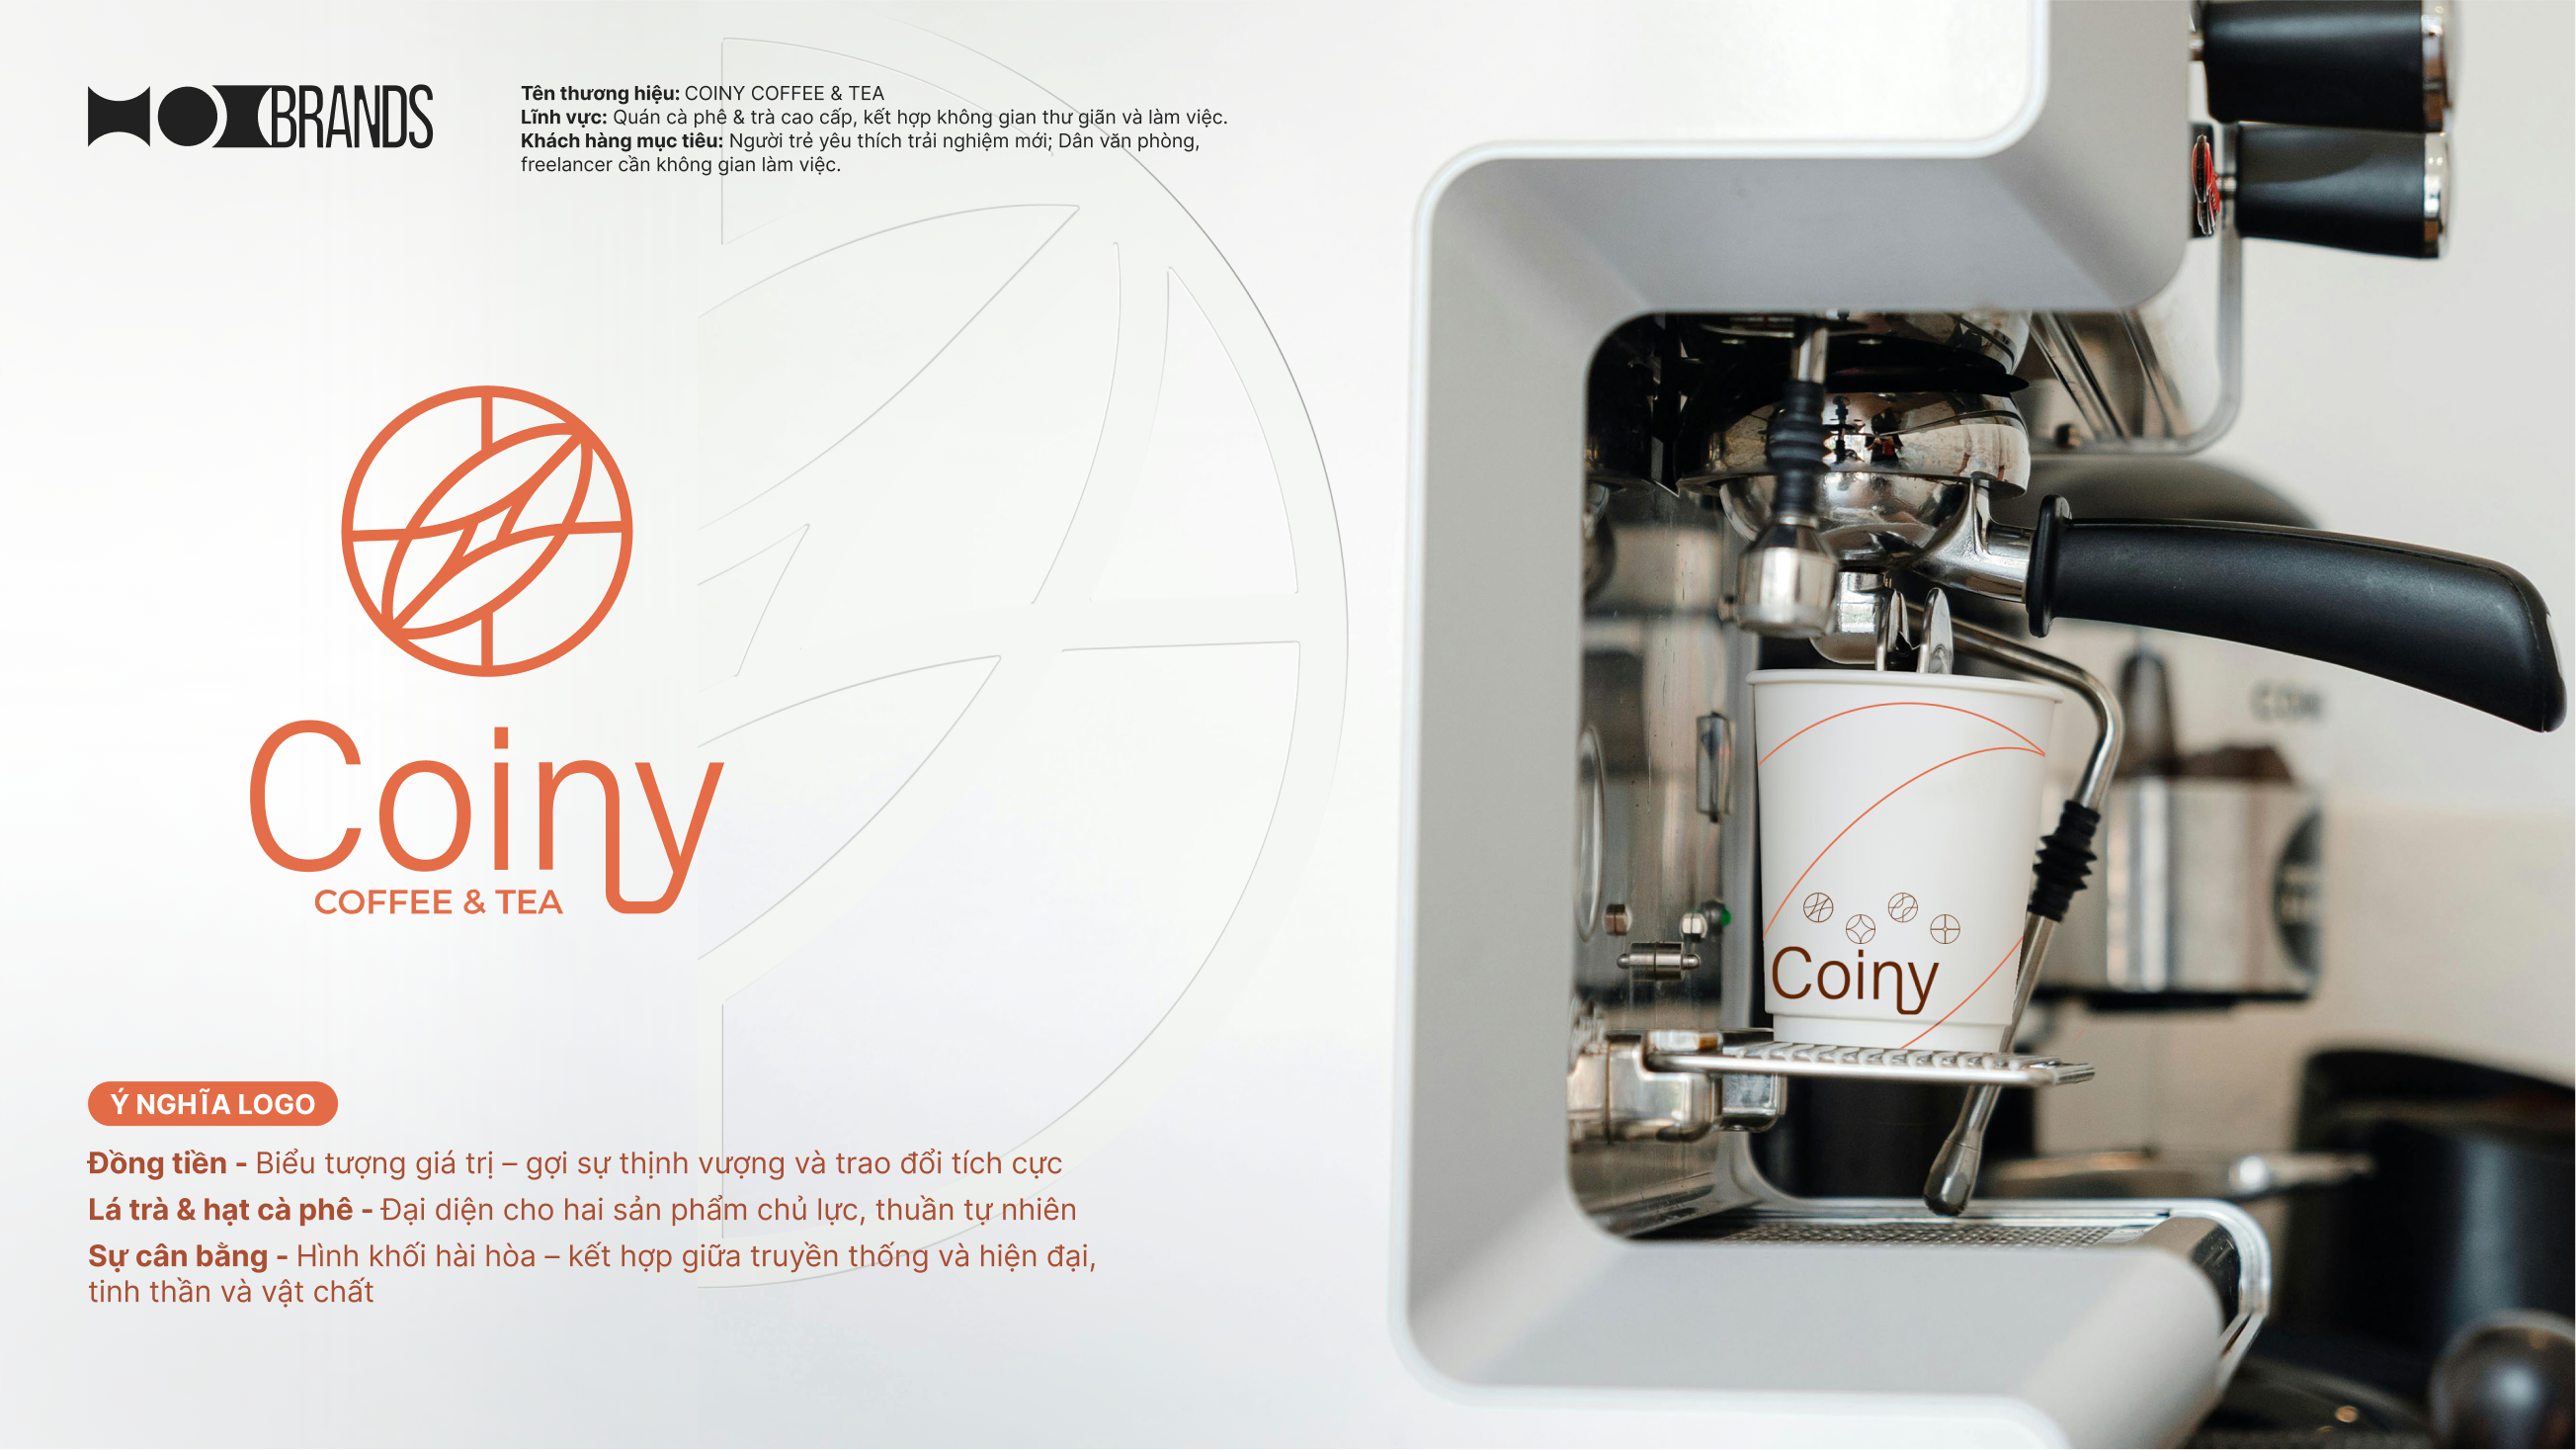 BRANDS
Tên thương hiệu: COINY COFFEE & TEA
Lĩnh vực: Quán cà phê & trà cao cấp, kết hợp không gian thư giãn và làm việc.
Khách hàng mục tiêu: Người trẻ yêu thích trải nghiệm mới; Dân văn phòng,
freelancer cần không gian làm việc.
Coiny
COFFEE & TEA
Ý NGHĨA LOGO
Đồng tiền - Biểu tượng giá trị – gợi sự thịnh vượng và trao đổi tích cực
Lá trà & hạt cà phê - Đại diện cho hai sản phẩm chủ lực, thuần tự nhiên
Sự cân bằng - Hình khối hài hòa – kết hợp giữa truyền thống và hiện đại,
tinh thần và vật chất
Coiny